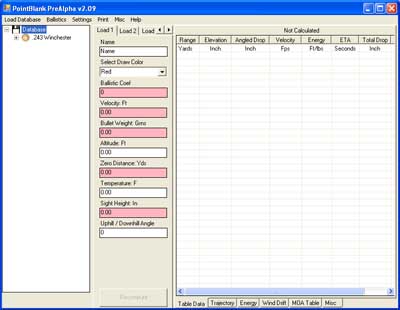 PointBlank PreAlpha v2.09
Load Database Ballistics Settings Print Misc Help
Database
.243 Winchester
Load 1 Load 2 Load
Name
Name
Select Draw Color
Red
Ballistic Coef
0
Velocity: Ft
0.00
Bullet Weight: Grns
0.00
Altitude: Ft
0.00
Zero Distance: Yds
0.00
Temperature: F
0.00
Sight Height: In
0.00
Uphill / Downhill Angle
0
Not Calculated
Range Elevation Angled Drop Velocity Energy ETA Total Drop
Yards Inch Inch Fps Ft/lbs Seconds Inch
Table Data Trajectory Energy Wind Drift MOA Table Misc